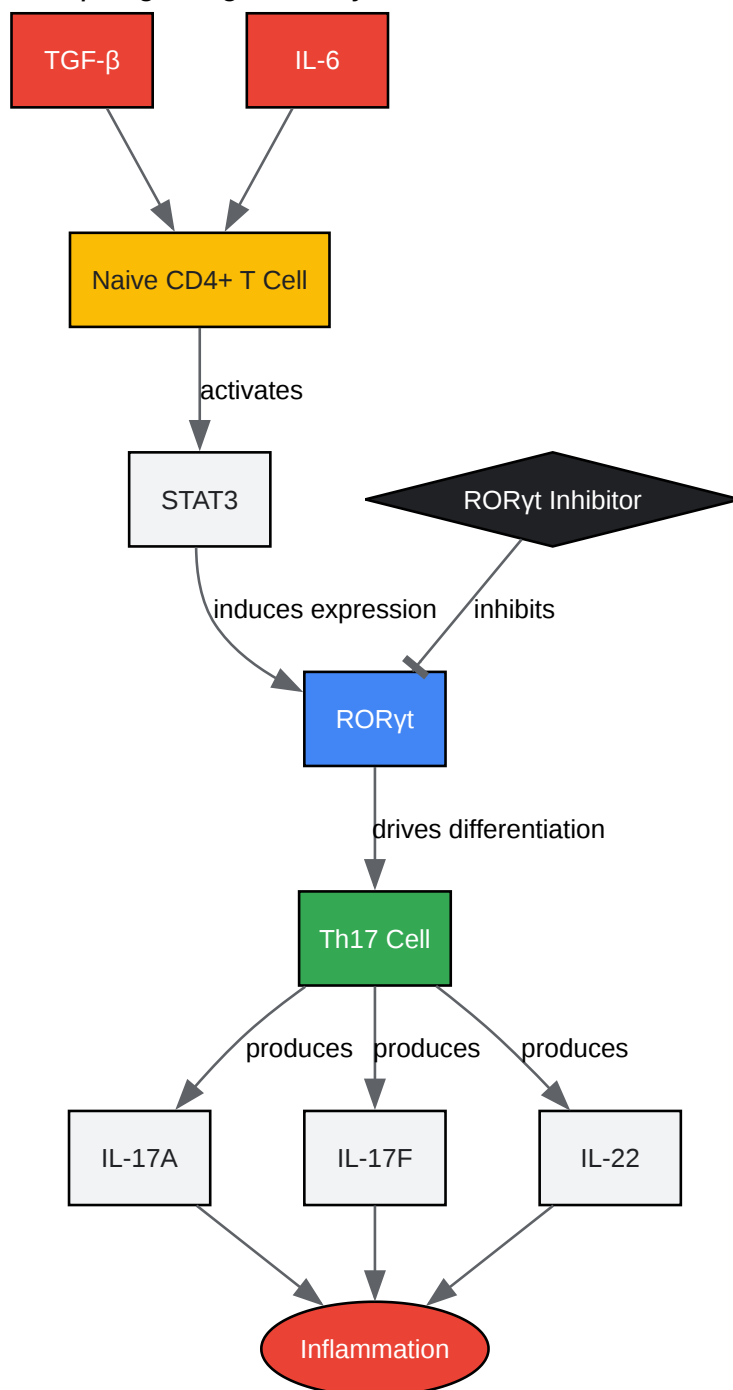 TGF-β
IL-6
Naive CD4+ T Cell
activates
STAT3
RORγt Inhibitor
induces expression
inhibits
RORγt
drives differentiation
Th17 Cell
produces
produces
produces
IL-17A
IL-17F
IL-22
Inflammation